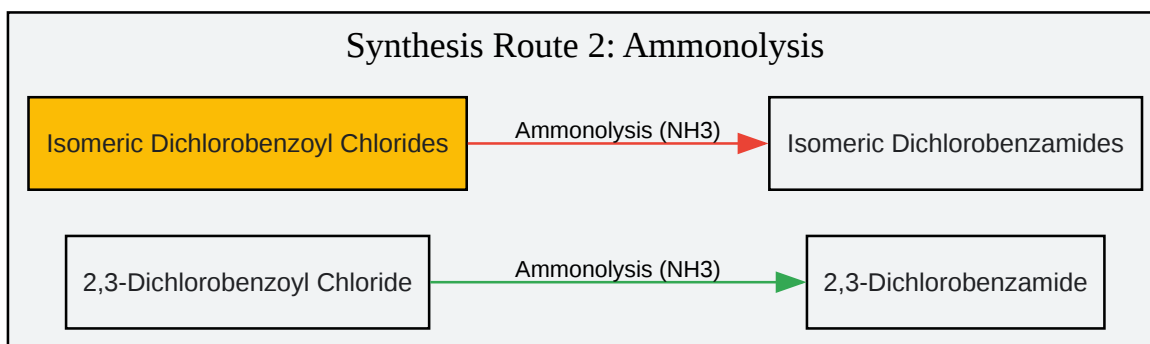 Synthesis Route 2: Ammonolysis
Isomeric Dichlorobenzoyl Chlorides
Ammonolysis (NH3)
Isomeric Dichlorobenzamides
2,3-Dichlorobenzoyl Chloride
Ammonolysis (NH3)
2,3-Dichlorobenzamide